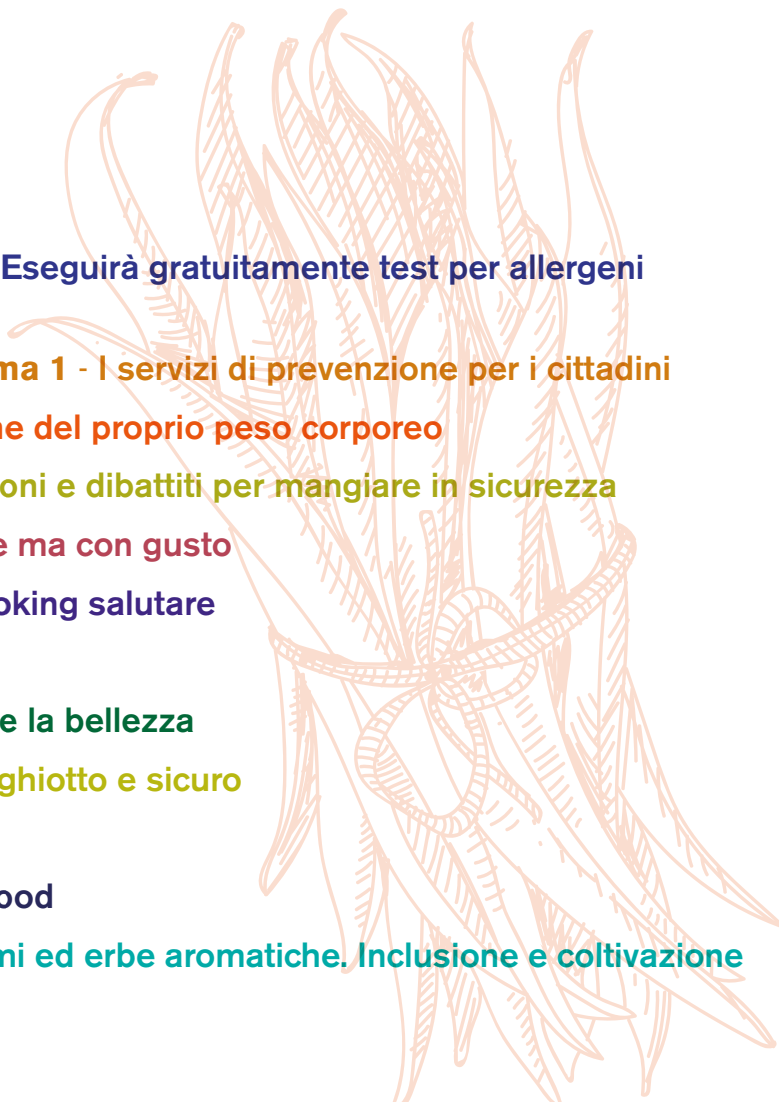 Eseguirà gratuitamente test per allergeni
ma 1 - I servizi di prevenzione per i cittadini
ne del proprio peso corporeo
oni e dibattiti per mangiare in sicurezza
e ma con gusto
oking salutare
e la bellezza
ghiotto e sicuro
ood
mi ed erbe aromatiche. Inclusione e coltivazione